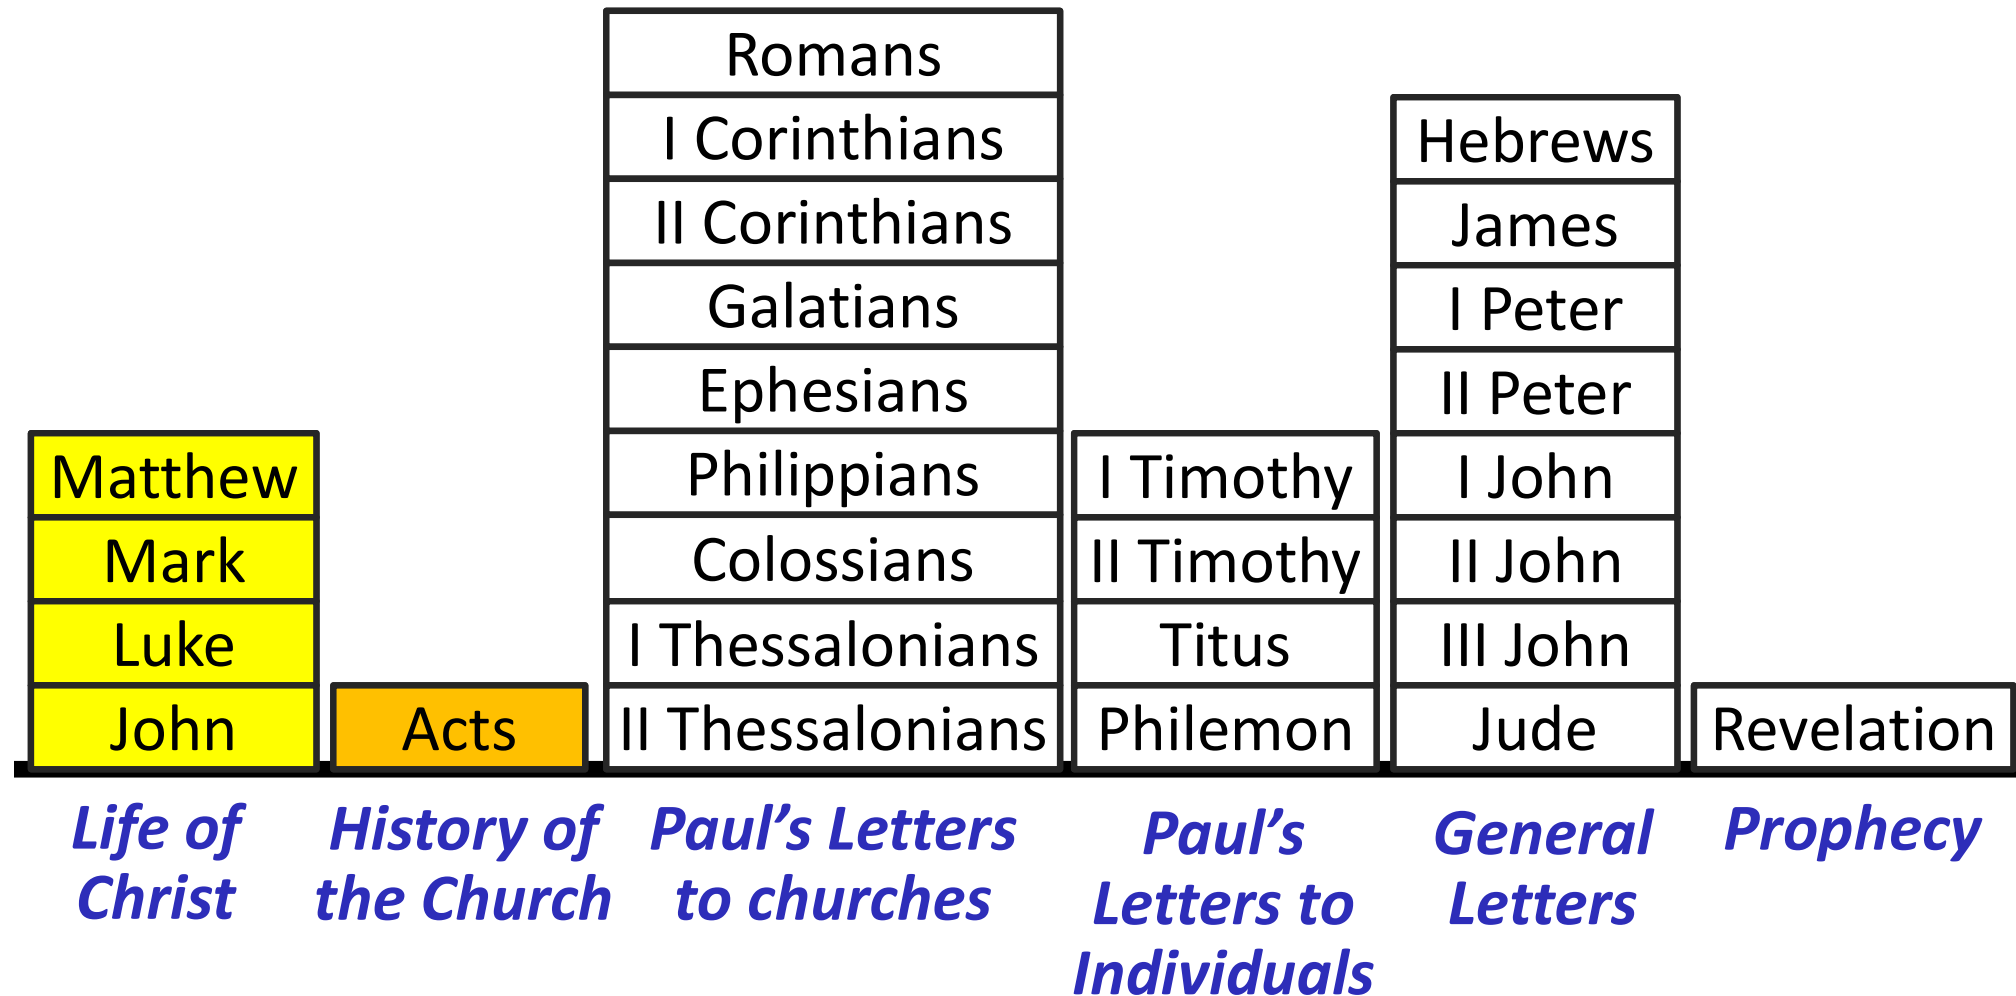 Matthew
Mark
Luke
John
Life of
Christ
Acts
History of
the Church
Romans
I Corinthians
II Corinthians
Galatians
Ephesians
Philippians
Colossians
I Thessalonians
II Thessalonians
Paul’s Letters
to churches
I Timothy
II Timothy
Titus
Philemon
Paul’s
Letters to
Individuals
Hebrews
James
I Peter
II Peter
I John
II John
III John
Jude
General
Letters
Revelation
Prophecy